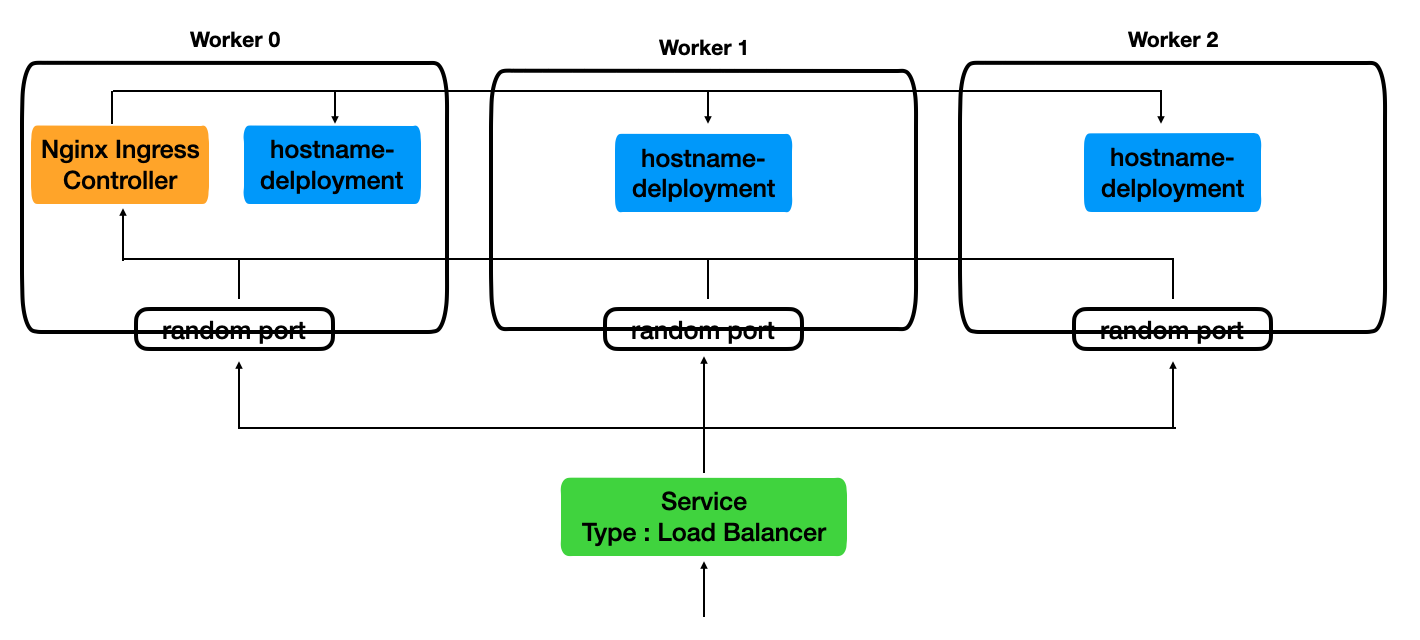 Worker 0
Worker 1
Worker 2
Nginx Ingress
Controller
hostname-
delployment
hostname-
delployment
hostname-
delployment
random port
random port
random port
Service
Type : Load Balancer